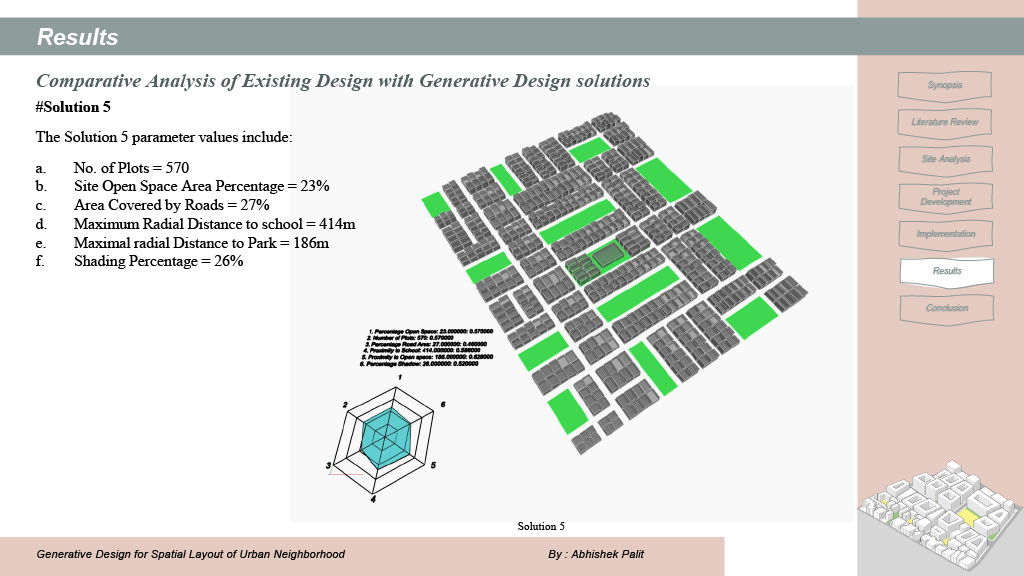 Results
Comparative Analysis of Existing Design with Generative Design solutions
#Solution 5
The Solution 5 parameter values include:
a. No. of Plots = 570
b. Site Open Space Area Percentage = 23%
c. Area Covered by Roads = 27%
d. Maximum Radial Distance to school = 414m
e. Maximal radial Distance to Park = 186m
f. Shading Percentage = 26%
1. Percentage Open Space: 23.000000: 0.575000
2. Number of Plots: 570: 0.570000
3. Percentage Road Area: 27.000000: 0.460000
4. Proximity to School: 414.000000: 0.586000
5. Proximity to Open space: 186.000000: 0.628000
6. Percentage Shadow: 26.000000: 0.520000
1
2
6
3
5
4
Solution 5
Synopsis
Literature Review
Site Analysis
Project
Development
Implementation
Results
Conclusion
Generative Design for Spatial Layout of Urban Neighborhood
By : Abhishek Palit